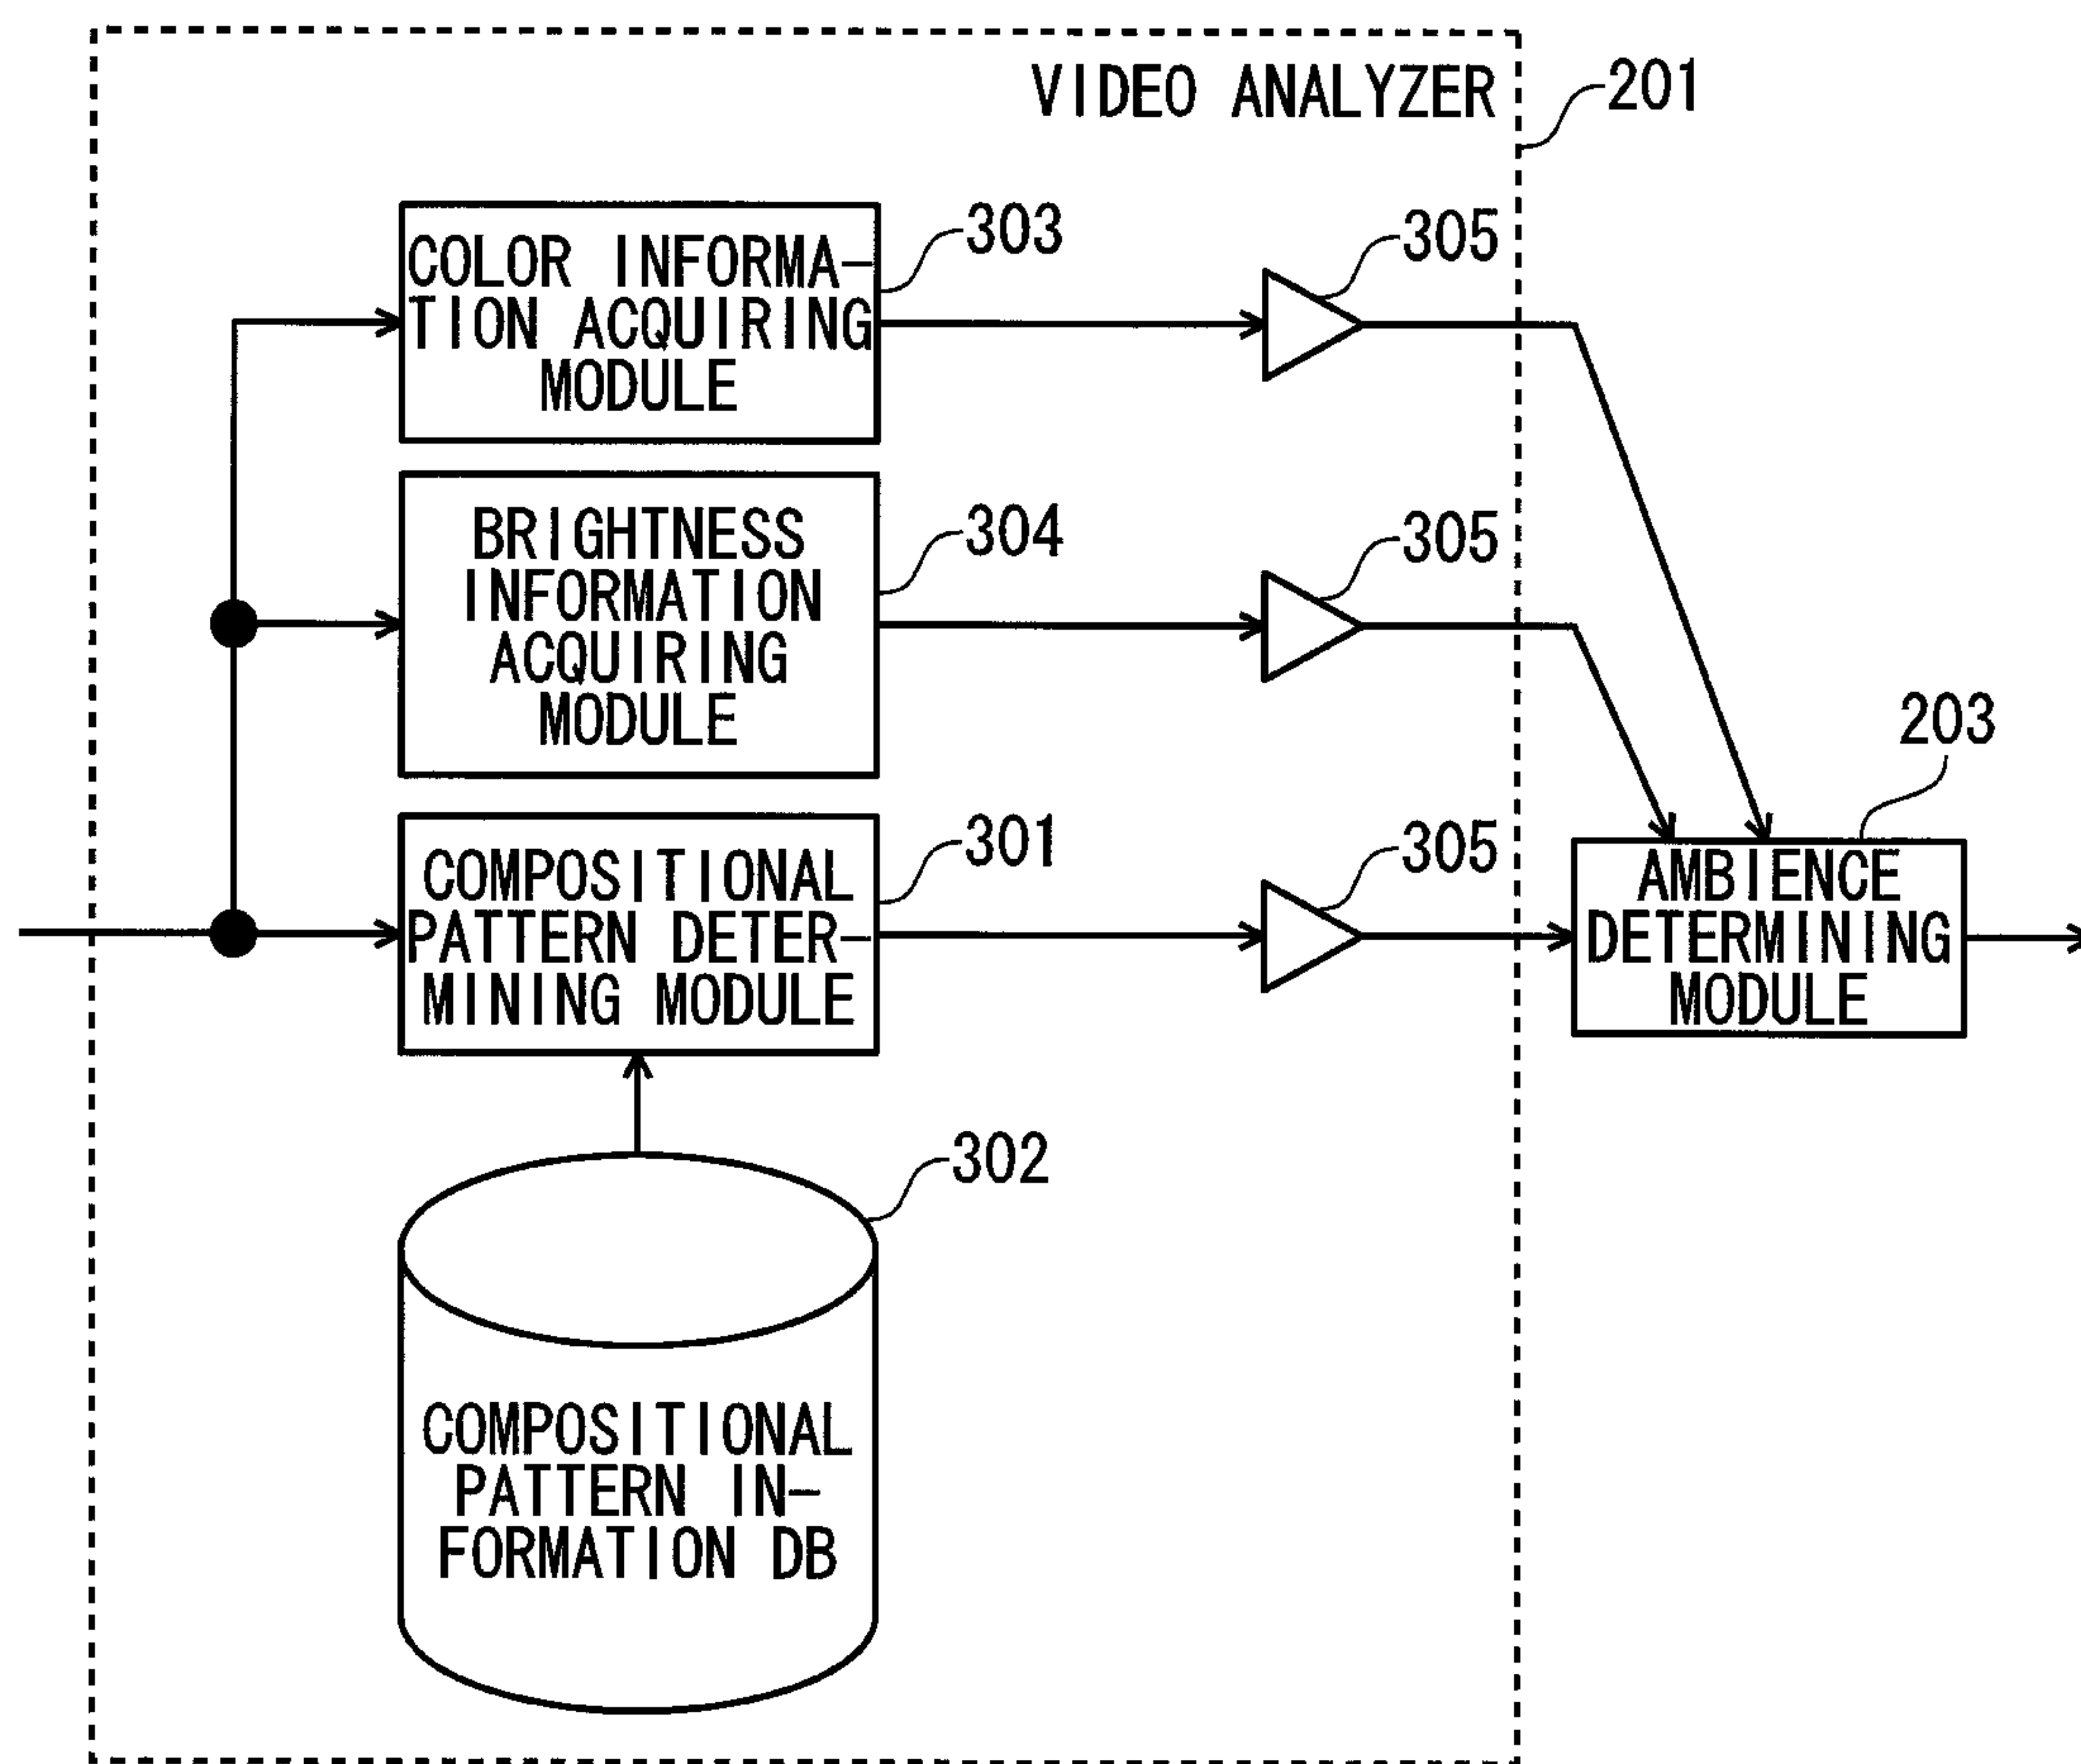 VIDEO ANALYZER
201
COLOR INFORMA-
TION ACQUIRING
MODULE
303
305
BRIGHTNESS
INFORMATION
ACQUIRING
MODULE
304
305
COMPOSITIONAL
PATTERN DETER-
MINING MODULE
301
305
203
AMBIENCE
DETERMINING
MODULE
302
COMPOSITIONAL
PATTERN IN-
FORMATION DB